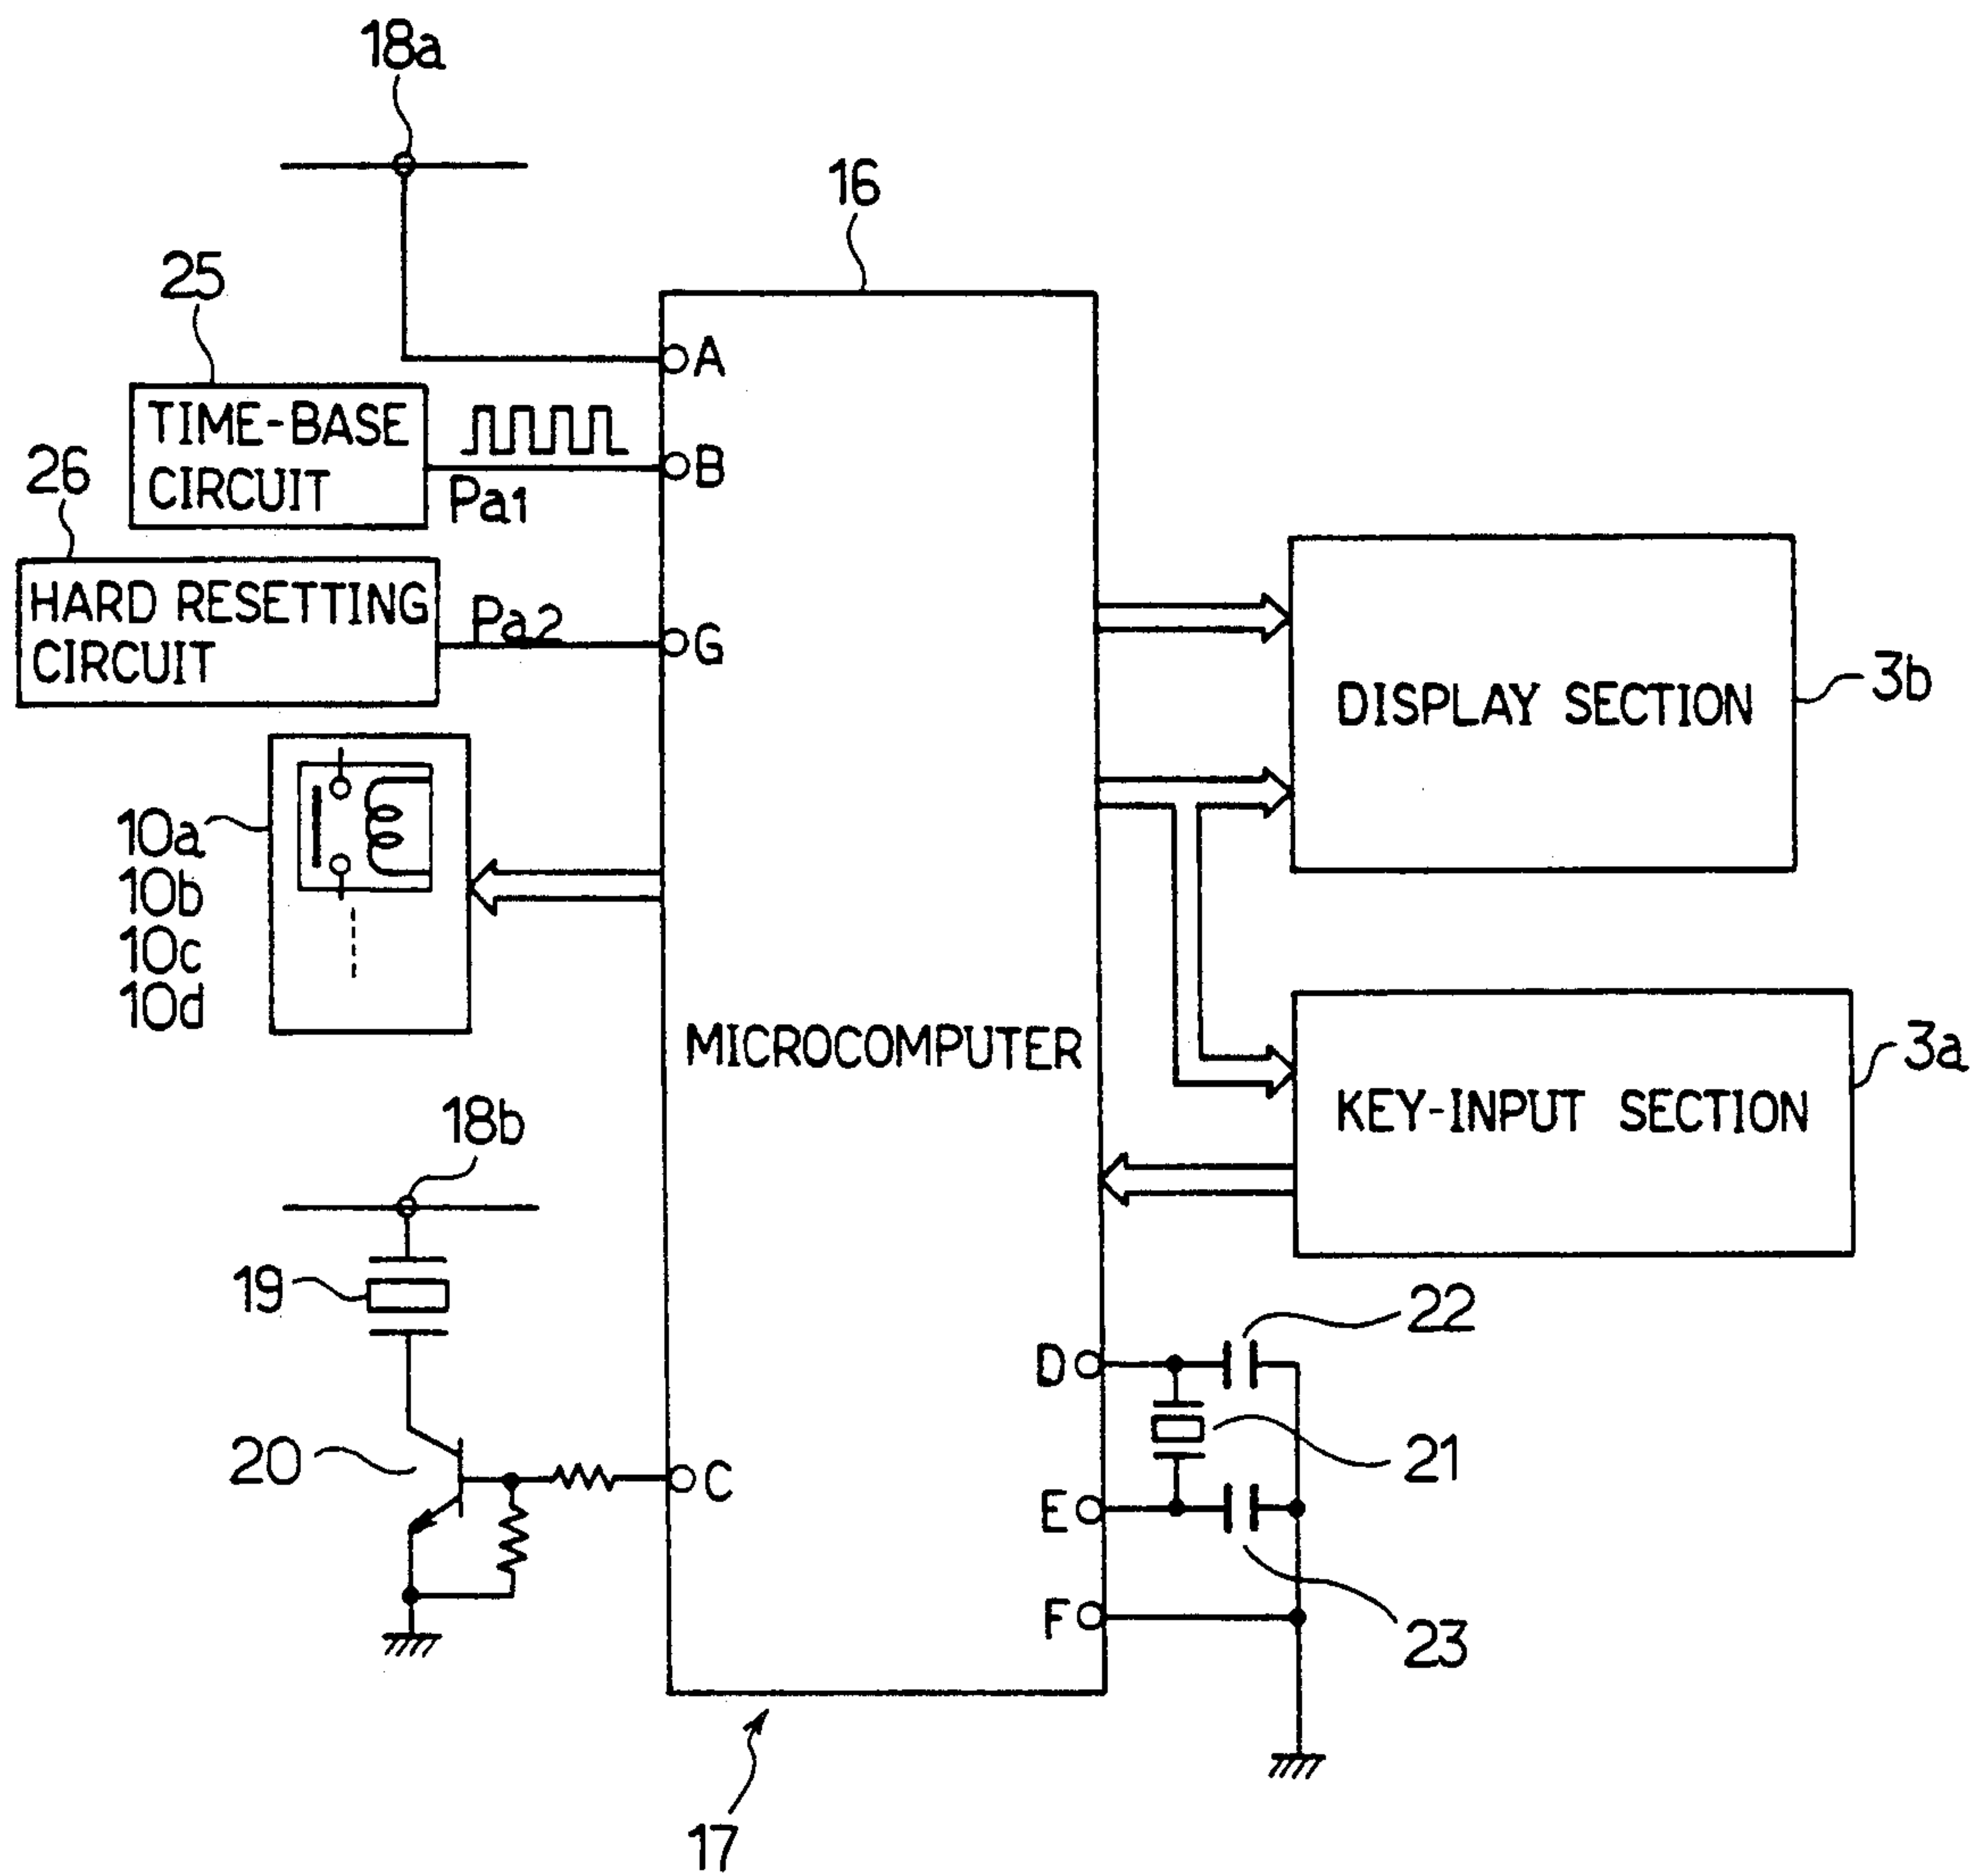 18a
16
25
A
TIME-BASE
CIRCUIT
B
Pa1
26
HARD RESETTING
CIRCUIT
Pa2
G
DISPLAY SECTION
3b
10a
10b
10c
10d
MICROCOMPUTER
3a
KEY-INPUT SECTION
18b
19
22
D
20
21
C
E
F
23
17